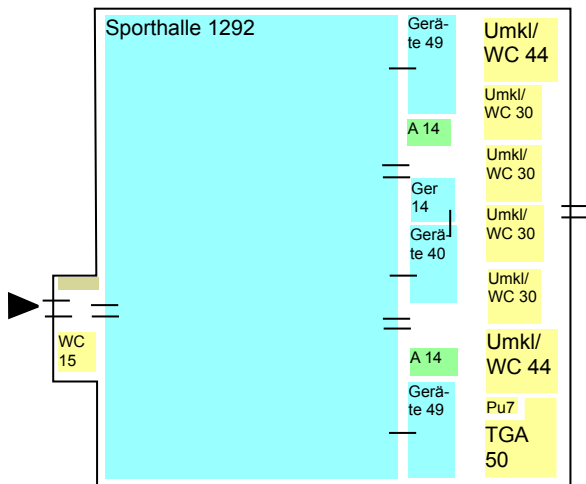 Sporthalle 1292
Gerä-
te 49
Umkl/
WC 44
Umkl/
WC 30
A 14
Umkl/
WC 30
Ger
14
Umkl/
WC 30
Gerä-
te 40
Umkl/
WC 30
WC
15
Umkl/
WC 44
A 14
Gerä-
te 49
Pu7
TGA
50